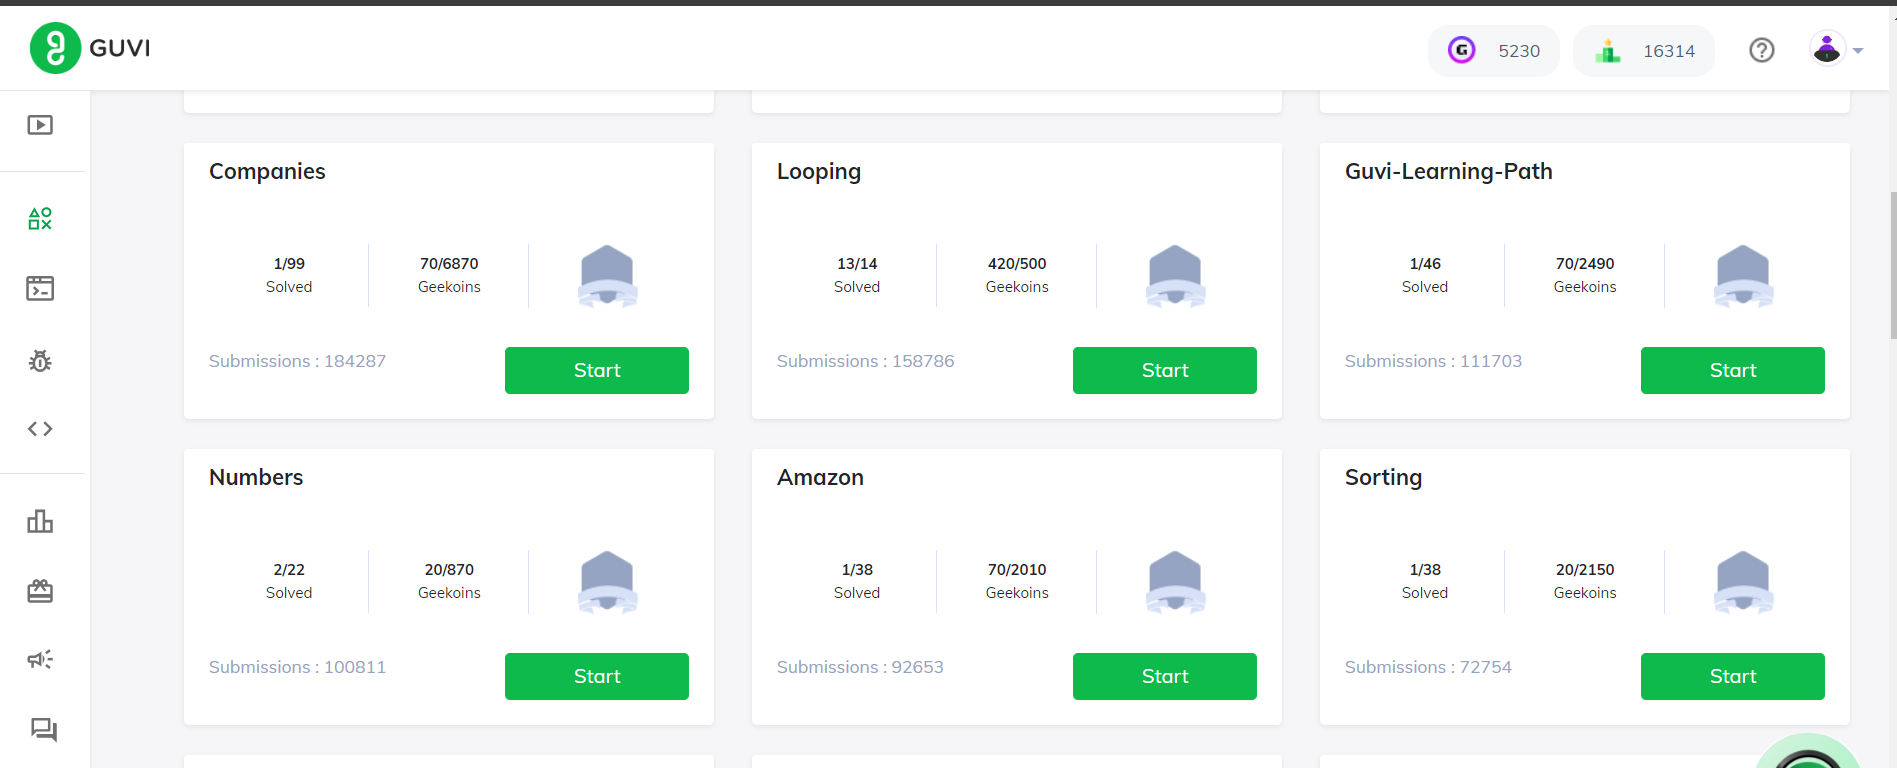 GUVI
5230
16314
Companies
1/99
Solved
70/6870
Geekoins
Submissions : 184287
Start
Looping
13/14
Solved
420/500
Geekoins
Submissions : 158786
Start
Guvi-Learning-Path
1/46
Solved
70/2490
Geekoins
Submissions : 111703
Start
Numbers
2/22
Solved
20/870
Geekoins
Submissions : 100811
Start
Amazon
1/38
Solved
70/2010
Geekoins
Submissions : 92653
Start
Sorting
1/38
Solved
20/2150
Geekoins
Submissions : 72754
Start